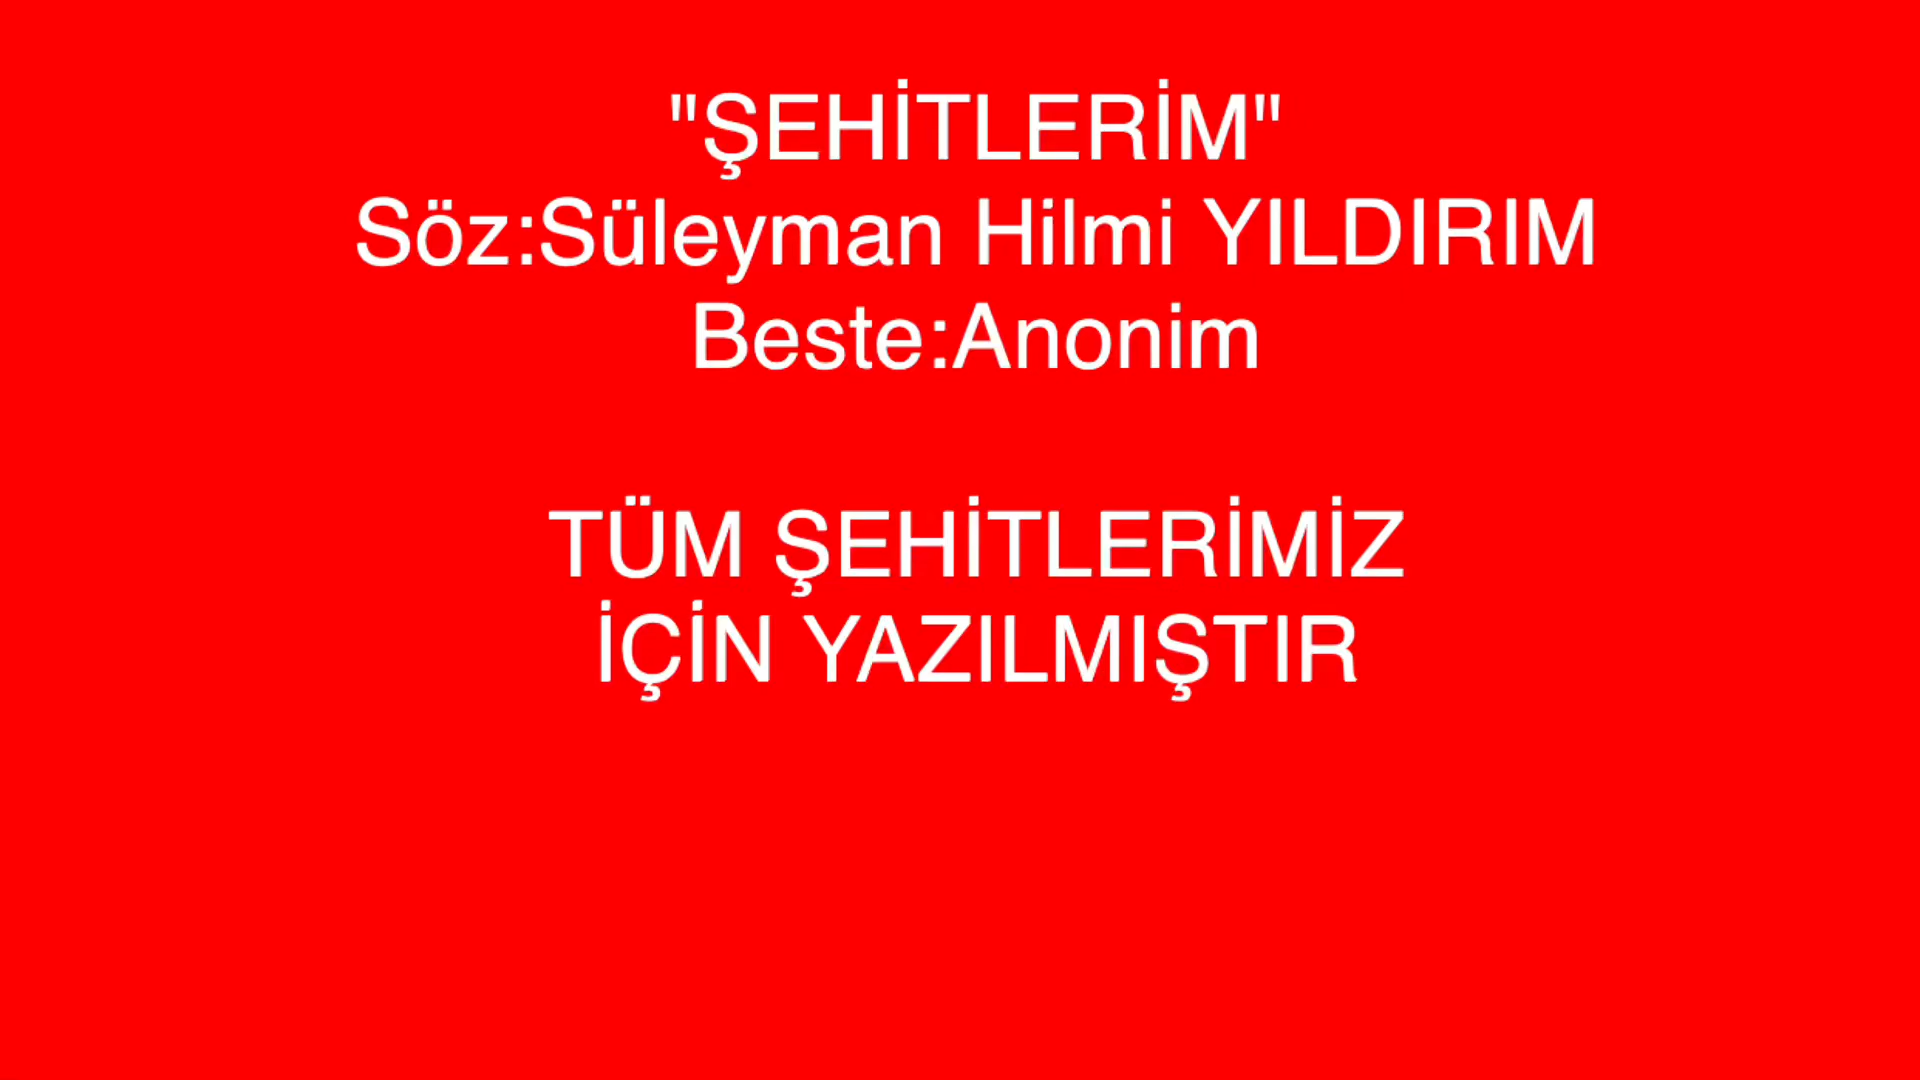 "ŞEHİTLERİM"
Söz:Süleyman Hilmi YILDIRIM
Beste:Anonim
TÜM ŞEHİTLERİMİZ
İÇİN YAZILMIŞTIR